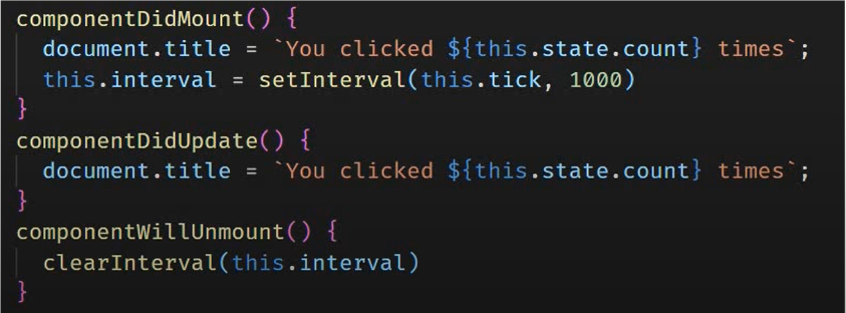 componentDidMount() {
  document.title = `You clicked ${this.state.count} times`;
  this.interval = setInterval(this.tick, 1000)
}
componentDidUpdate() {
  document.title = `You clicked ${this.state.count} times`;
}
componentWillUnmount() {
  clearInterval(this.interval)
}